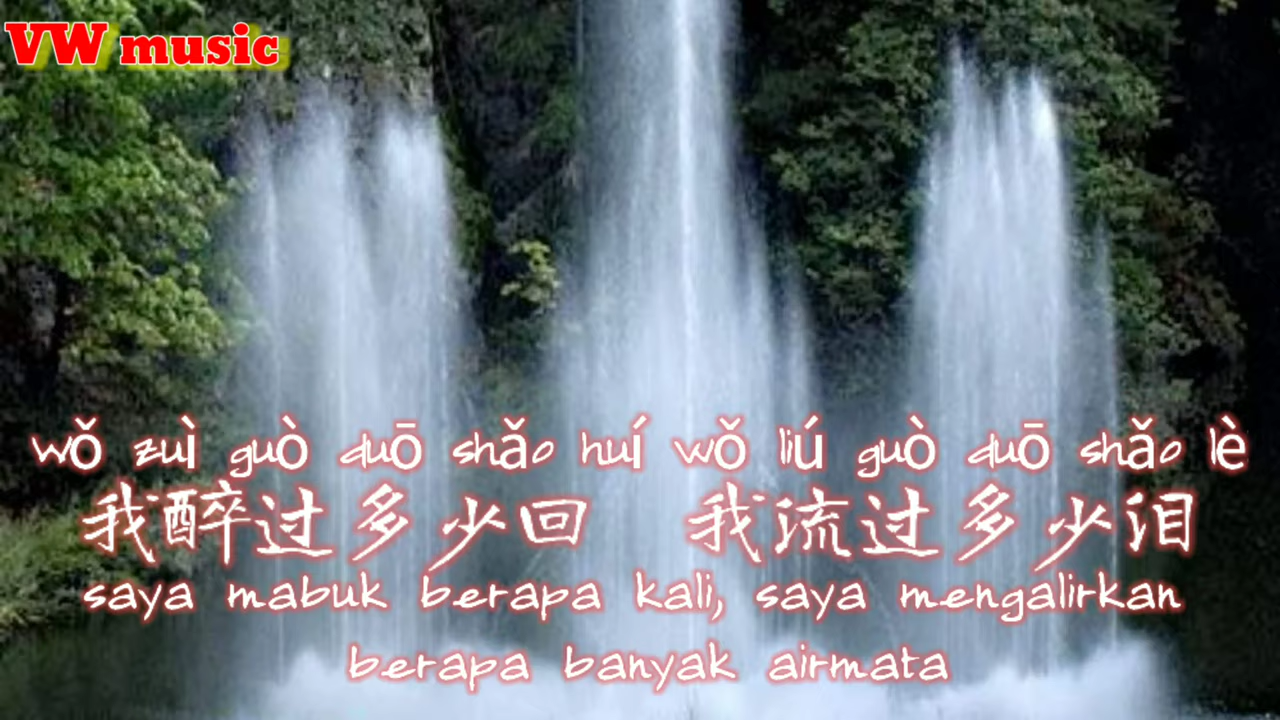 VW music
wǒ zuì guò duō shǎo huí wǒ liú guò duō shǎo lè
我醉过多少回 我流过多少泪
saya mabuk berapa kali, saya mengalirkan
berapa banyak airmata